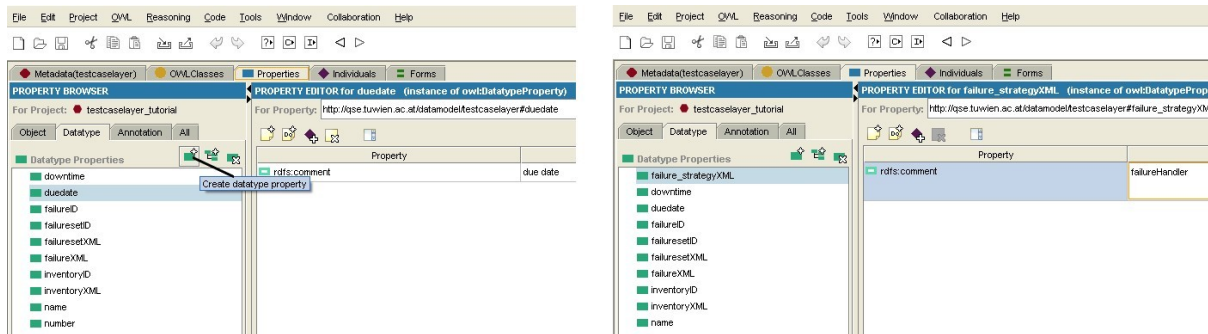 File Edit Project OWL Reasoning Code Tools Window Collaboration Help
Metadata(testcaselayer) OWLClasses Properties Individuals Forms
PROPERTY BROWSER
For Project: testcaselayer_tutorial
Object Datatype Annotation All
Datatype Properties
downtime
duedate
failureID
failuresetID
failuresetXML
failureXML
inventoryID
inventoryXML
name
number
Create datatype property
PROPERTY EDITOR for duedate (instance of owl:DatatypeProperty)
For Property: http://qse.tuwien.ac.at/datamodel/testcaselayer#duedate
Property
rdfs:comment due date
File Edit Project OWL Reasoning Code Tools Window Collaboration Help
Metadata(testcaselayer) OWLClasses Properties Individuals Forms
PROPERTY BROWSER
For Project: testcaselayer_tutorial
Object Datatype Annotation All
Datatype Properties
failure_strategyXML
downtime
duedate
failureID
failuresetID
failuresetXML
failureXML
inventoryID
inventoryXML
name
PROPERTY EDITOR for failure_strategyXML (instance of owl:DatatypeProp
For Property: http://qse.tuwien.ac.at/datamodel/testcaselayer#failure_strategyXM
Property
rdfs:comment failureHandler